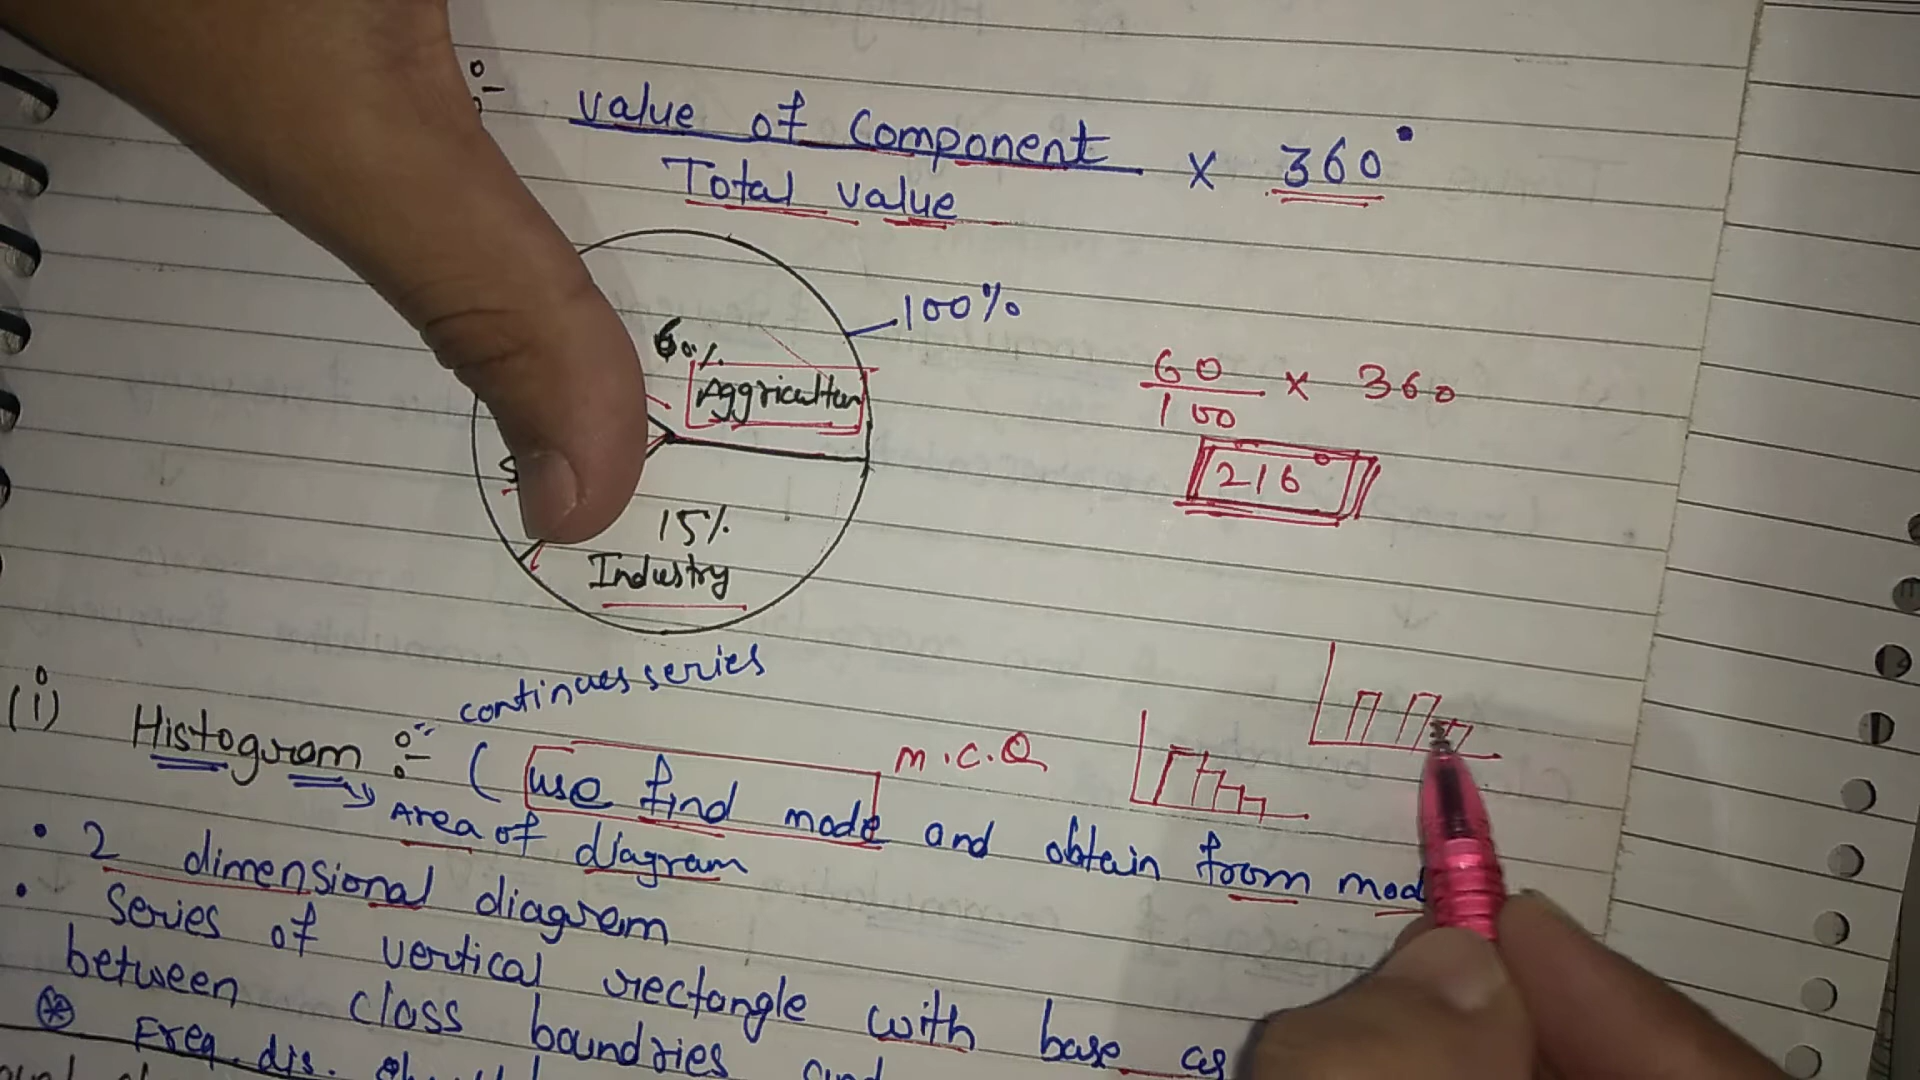 value of component
Total value
× 360°
100%
60%
Aggricultur
60
100
× 360
216°
S
15%
Industry
continues series
(i) Histogram :- (use find mode and obtain from mod
m.c.Q
Area of diagram
• 2 dimensional diagram
• Series of vertical rectangle with base as
between class boundries and
Freq. dis.